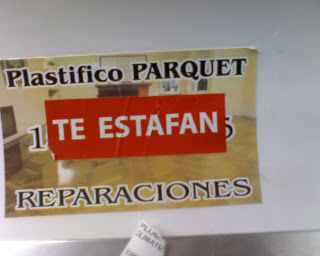 Plastifico PARQUET
TE ESTAFAN
REPARACIONES